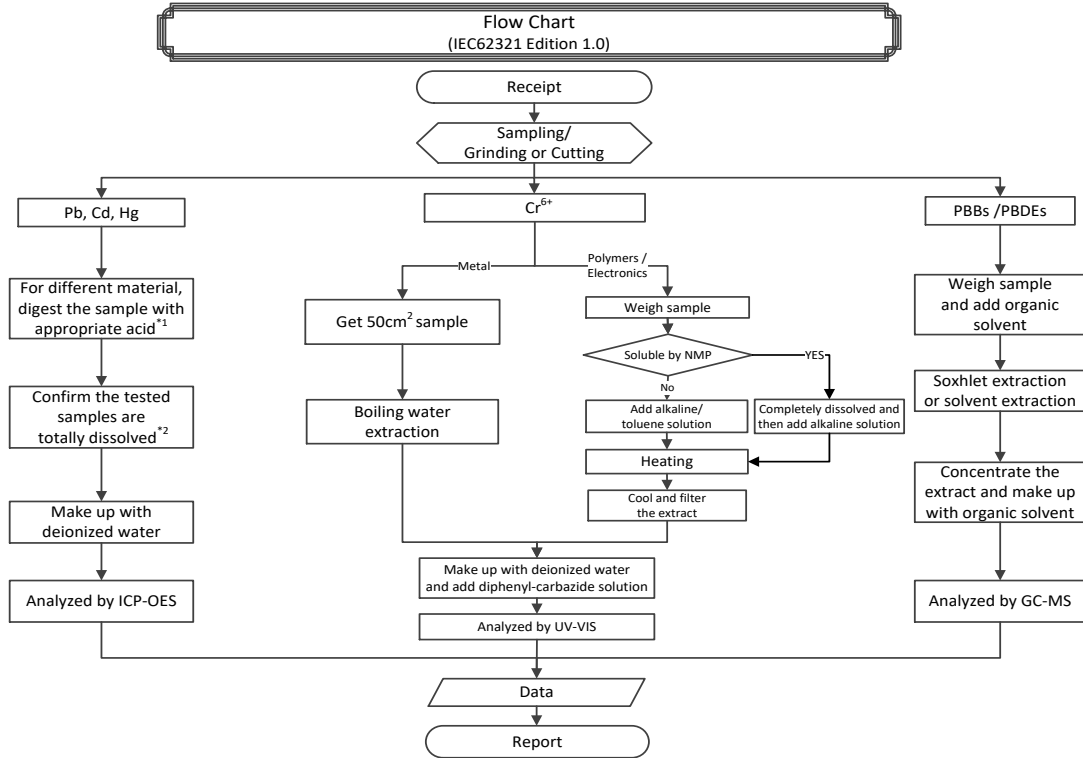 Flow Chart
(IEC62321 Edition 1.0)
Receipt
Sampling/
Grinding or Cutting
Pb, Cd, Hg
For different material,
digest the sample with
appropriate acid*1
Confirm the tested
samples are
totally dissolved*2
Make up with
deionized water
Analyzed by ICP-OES
Cr6+
Metal
Get 50cm2 sample
Boiling water
extraction
Polymers /
Electronics
Weigh sample
Soluble by NMP
YES
No
Add alkaline/
toluene solution
Completely dissolved and
then add alkaline solution
Heating
Cool and filter
the extract
Make up with deionized water
and add diphenyl-carbazide solution
Analyzed by UV-VIS
PBBs /PBDEs
Weigh sample
and add organic
solvent
Soxhlet extraction
or solvent extraction
Concentrate the
extract and make up
with organic solvent
Analyzed by GC-MS
Data
Report